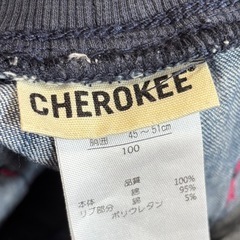 CHEROKEE
胴囲 45～51cm
100
品質
本体 綿 100%
リブ部分 綿 95%
ポリウレタン 5%